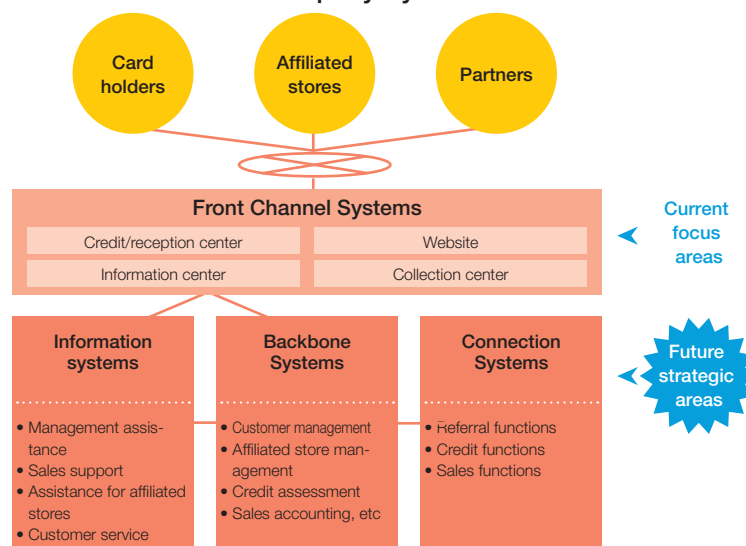 Card
holders
Affiliated
stores
Partners
Front Channel Systems
Credit/reception center
Website
Information center
Collection center
Current
focus
areas
Information
systems
Backbone
Systems
Connection
Systems
Future
strategic
areas
• Management assis-
tance
• Sales support
• Assistance for affiliated
stores
• Customer service
• Customer management
• Affiliated store man-
agement
• Credit assessment
• Sales accounting, etc
• Referral functions
• Credit functions
• Sales functions